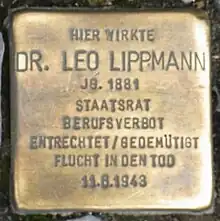 HIER WIRKTE
DR. LEO LIPPMANN
JG. 1881
STAATSRAT
BERUFSVERBOT
ENTRECHTET/GEDEMÜTIGT
FLUCHT IN DEN TOD
11.6.1943